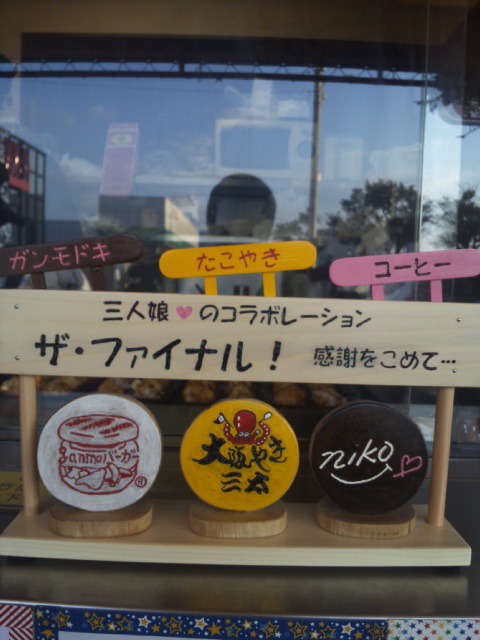 ガンモドキ
たこやき
コーヒー
三人娘♥のコラボレーション
ザ・ファイナル！
感謝をこめて…
anmoバーガー
®
大阪やき
三太
niko